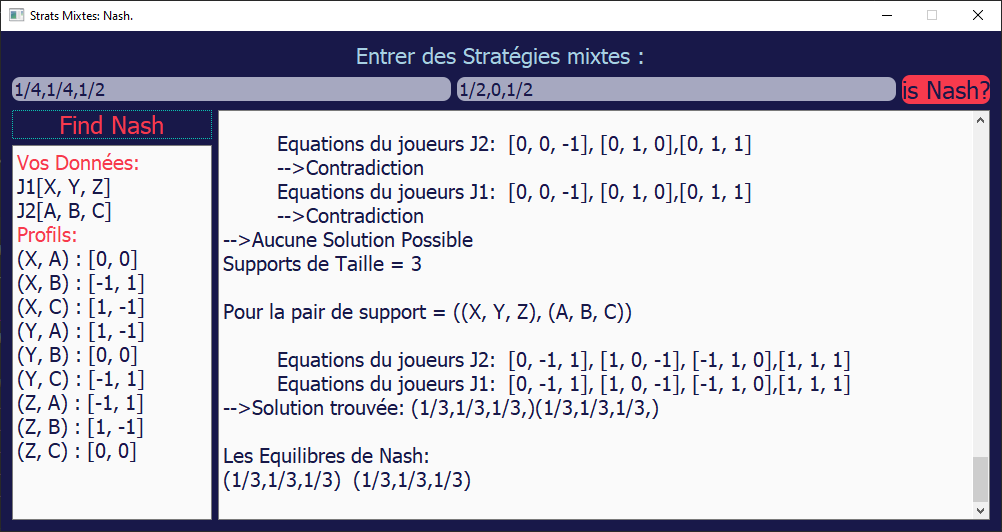 Strats Mixtes: Nash.
Entrer des Stratégies mixtes :
1/4,1/4,1/2
1/2,0,1/2
is Nash?
Find Nash
Vos Données:
J1[X, Y, Z]
J2[A, B, C]
Profils:
(X, A) : [0, 0]
(X, B) : [-1, 1]
(X, C) : [1, -1]
(Y, A) : [1, -1]
(Y, B) : [0, 0]
(Y, C) : [-1, 1]
(Z, A) : [-1, 1]
(Z, B) : [1, -1]
(Z, C) : [0, 0]
Equations du joueurs J2: [0, 0, -1], [0, 1, 0],[0, 1, 1]
-->Contradiction
Equations du joueurs J1: [0, 0, -1], [0, 1, 0],[0, 1, 1]
-->Contradiction
-->Aucune Solution Possible
Supports de Taille = 3
Pour la pair de support = ((X, Y, Z), (A, B, C))
Equations du joueurs J2: [0, -1, 1], [1, 0, -1], [-1, 1, 0],[1, 1, 1]
Equations du joueurs J1: [0, -1, 1], [1, 0, -1], [-1, 1, 0],[1, 1, 1]
-->Solution trouvée: (1/3,1/3,1/3,)(1/3,1/3,1/3,)
Les Equilibres de Nash:
(1/3,1/3,1/3) (1/3,1/3,1/3)